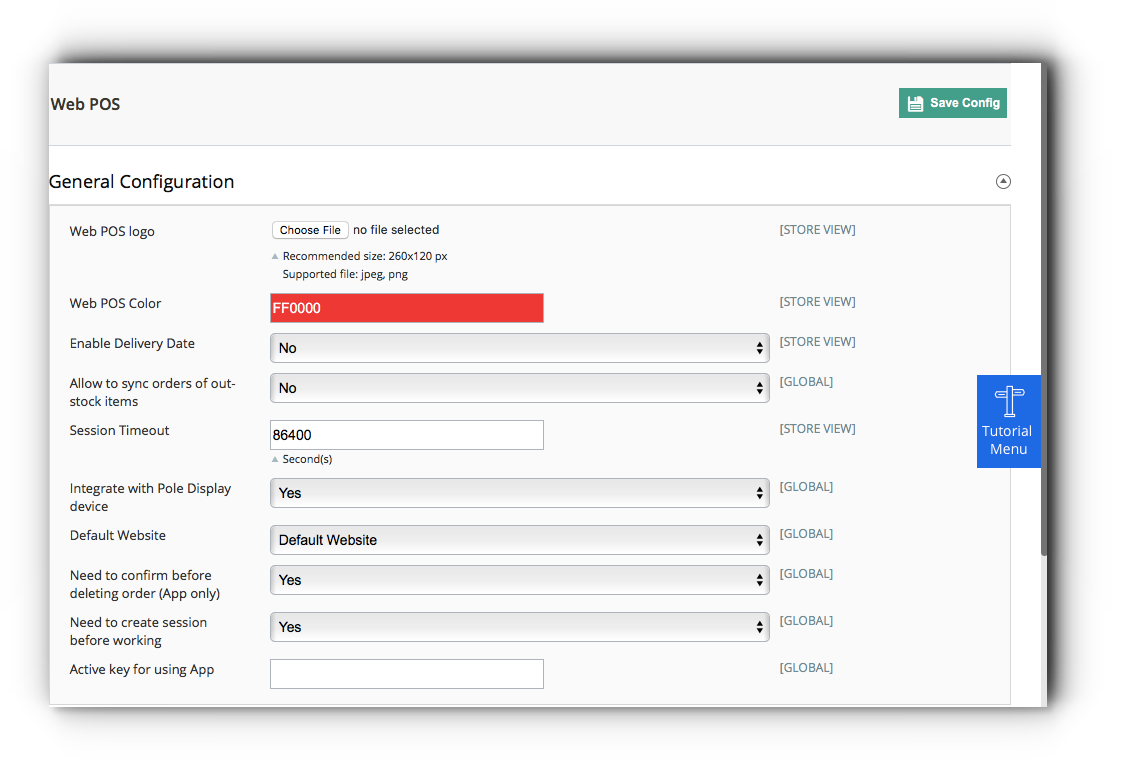 Web POS
Save Config
General Configuration
Web POS logo
Choose File no file selected
[STORE VIEW]
Recommended size: 260x120 px
Supported file: jpeg, png
Web POS Color
FF0000
[STORE VIEW]
Enable Delivery Date
No
[STORE VIEW]
Allow to sync orders of out-
stock items
No
[GLOBAL]
Session Timeout
86400
[STORE VIEW]
Second(s)
Tutorial
Menu
Integrate with Pole Display
device
Yes
[GLOBAL]
Default Website
Default Website
[GLOBAL]
Need to confirm before
deleting order (App only)
Yes
[GLOBAL]
Need to create session
before working
Yes
[GLOBAL]
Active key for using App
[GLOBAL]